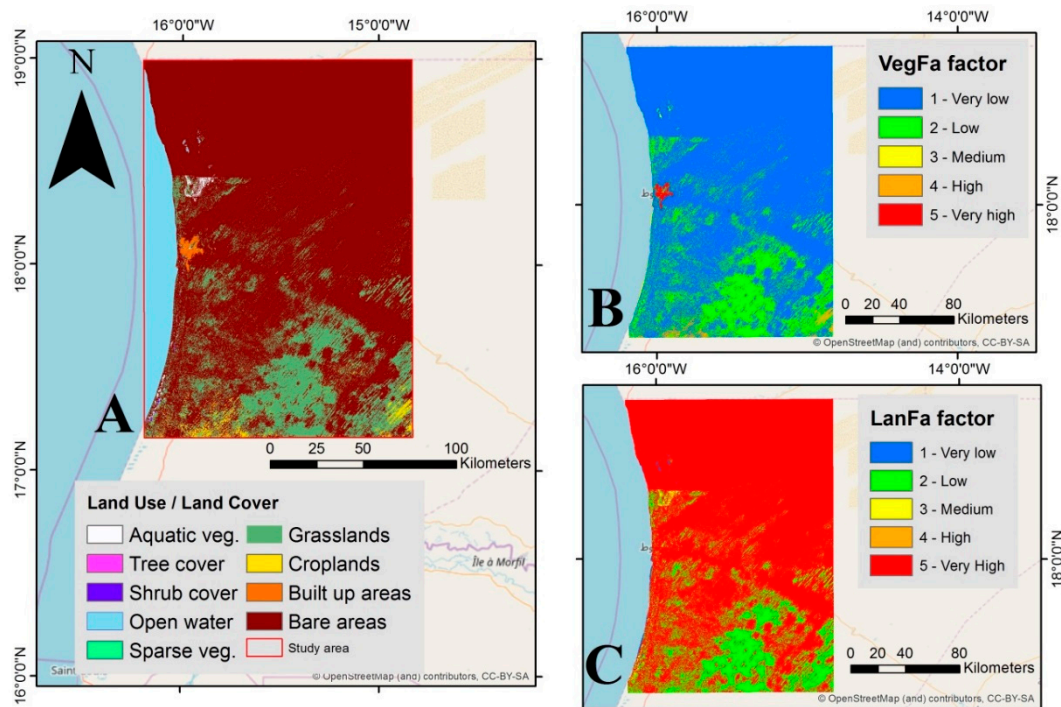 16°0'0"W
15°0'0"W
19°0'0"N
18°0'0"N
17°0'0"N
16°0'0"N
N
A
0 25 50 100
Kilometers
Land Use / Land Cover
Aquatic veg.
Tree cover
Shrub cover
Open water
Sparse veg.
Grasslands
Croplands
Built up areas
Bare areas
Study area
Île à Morfil
Saint
© OpenStreetMap (and) contributors, CC-BY-SA
16°0'0"W
14°0'0"W
18°0'0"N
VegFa factor
1 - Very low
2 - Low
3 - Medium
4 - High
5 - Very high
B
0 20 40 80
Kilometers
© OpenStreetMap (and) contributors, CC-BY-SA
16°0'0"W
14°0'0"W
18°0'0"N
LanFa factor
1 - Very low
2 - Low
3 - Medium
4 - High
5 - Very High
C
0 20 40 80
Kilometers
© OpenStreetMap (and) contributors, CC-BY-SA